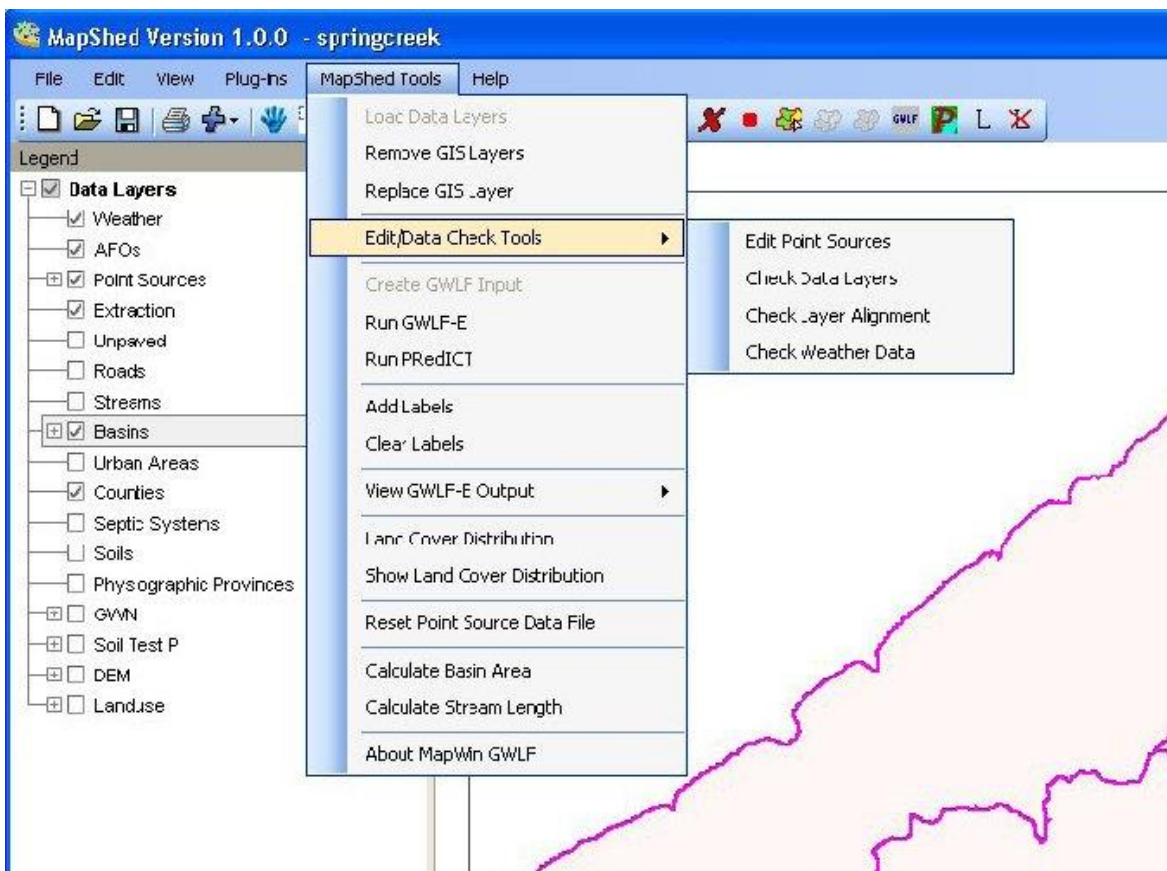 MapShed Version 1.0.0 - springcreek
File Edit View Plug-ins MapShed Tools Help
GWLF P L
Legend
Data Layers
Weather
AFOs
Point Sources
Extraction
Unpaved
Roads
Streams
Basins
Urban Areas
Counties
Septic Systems
Soils
Physographic Provinces
GWN
Soil Test P
DEM
Landuse
Load Data Layers
Remove GIS Layers
Replace GIS Layer
Edit/Data Check Tools
Create GWLF Input
Run GWLF-E
Run PRedICT
Add Labels
Clear Labels
View GWLF-E Output
Land Cover Distribution
Show Land Cover Distribution
Reset Point Source Data File
Calculate Basin Area
Calculate Stream Length
About MapWin GWLF
Edit Point Sources
Check Data Layers
Check Layer Alignment
Check Weather Data